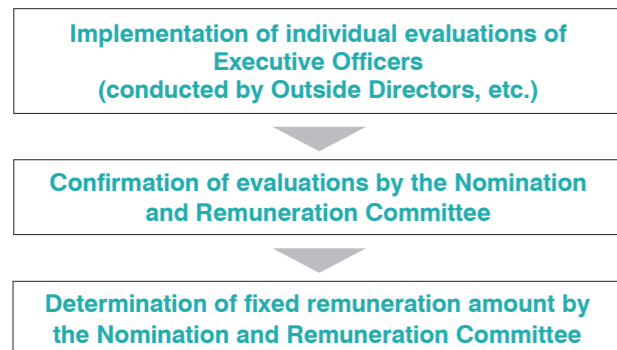 Implementation of individual evaluations of
Executive Officers
(conducted by Outside Directors, etc.)
Confirmation of evaluations by the Nomination
and Remuneration Committee
Determination of fixed remuneration amount by
the Nomination and Remuneration Committee